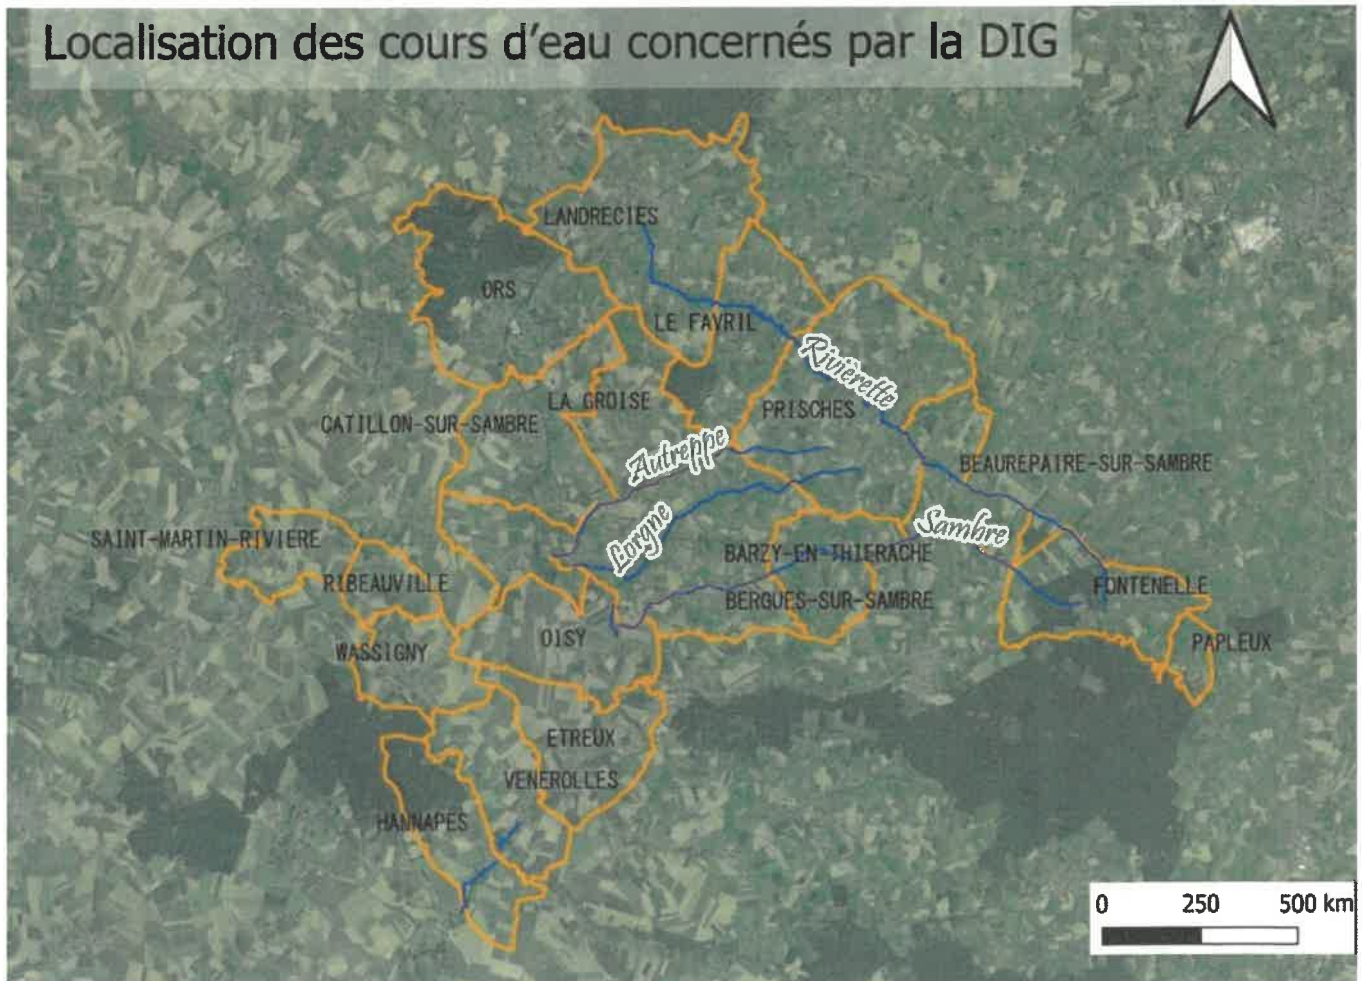 Localisation des cours d'eau concernés par la DIG
LANDRECIES
ORS
LE FAVRIL
Rivièrette
LA GROISE
PRISCHES
CATILLON-SUR-SAMBRE
Autreppe
BEAUREPAIRE-SUR-SAMBRE
Lorgne
Sambre
SAINT-MARTIN-RIVIERE
BARZY-EN-THIERACHE
RIBEAUVILLE
FONTENELLE
BERGUES-SUR-SAMBRE
OISY
WASSIGNY
PAPLEUX
ETREUX
VENEROLLES
HANNAPES
0 250 500 km